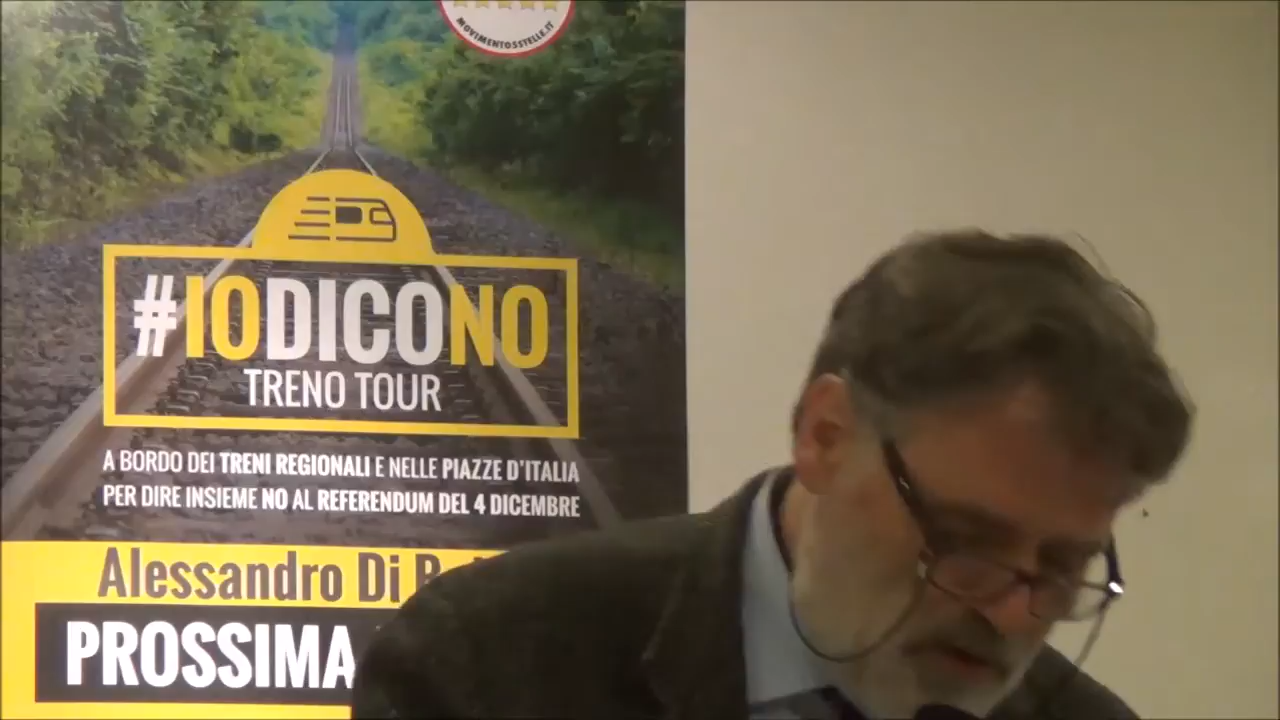 MOVIMENTO5STELLE.IT
#IODICONO
TRENO TOUR
A BORDO DEI TRENI REGIONALI E NELLE PIAZZE D'ITALIA
PER DIRE INSIEME NO AL REFERENDUM DEL 4 DICEMBRE
Alessandro Di
PROSSIMA